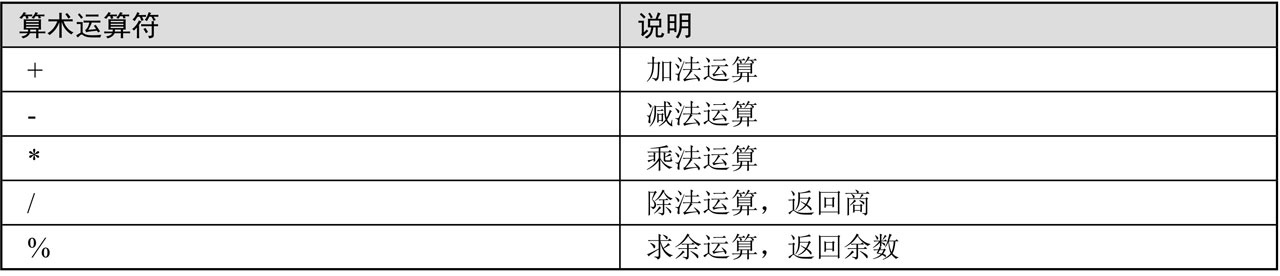 算术运算符 说明
+ 加法运算
- 减法运算
* 乘法运算
/ 除法运算，返回商
% 求余运算，返回余数